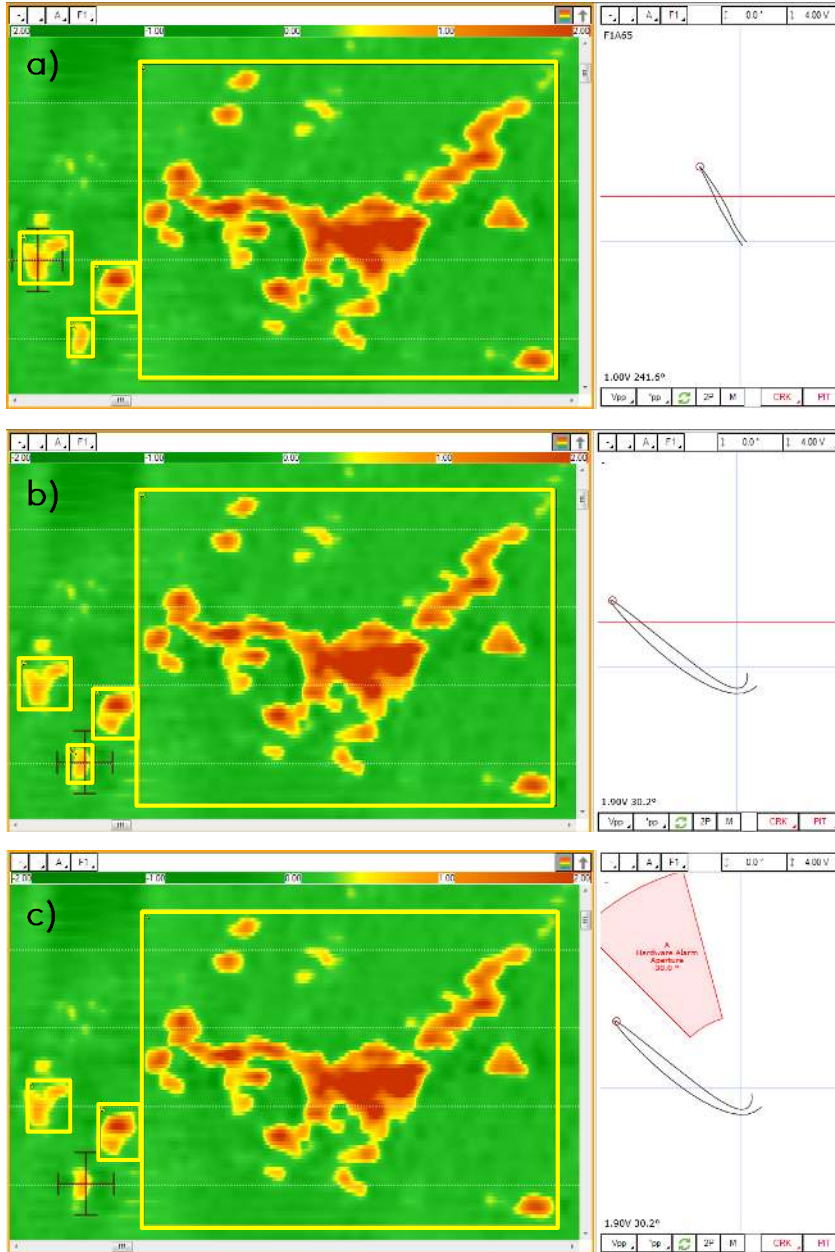 A F1 0.0 ° 4.00 V
-2.00 -1.00 0.00 1.00 2.00
a)
F1A65
1.00V 241.6°
Vpp °pp 2P M CRK PIT
A F1 0.0 ° 4.00 V
-2.00 -1.00 0.00 1.00 2.00
b)
1.90V 30.2°
Vpp °pp 2P M CRK PIT
A F1 0.0 ° 4.00 V
-2.00 -1.00 0.00 1.00 2.00
c)
A
Hardware Alarm
Aperture
30.0 °
1.90V 30.2°
Vpp °pp 2P M CRK PIT